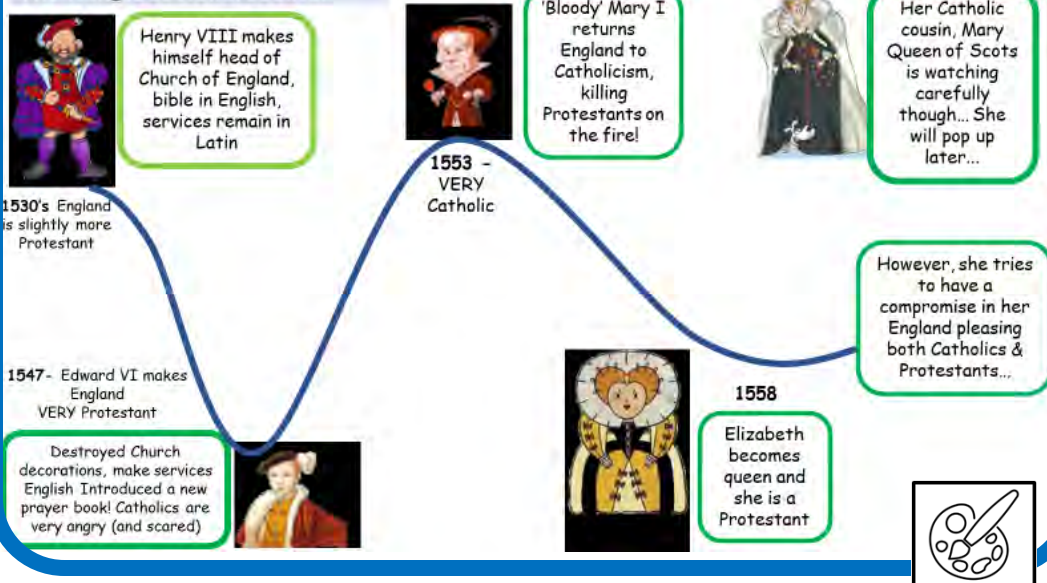 Henry VIII makes
himself head of
Church of England,
bible in English,
services remain in
Latin
1530's England
is slightly more
Protestant
1547- Edward VI makes
England
VERY Protestant
Destroyed Church
decorations, make services
English Introduced a new
prayer book! Catholics are
very angry (and scared)
'Bloody' Mary I
returns
England to
Catholicism,
killing
Protestants on
the fire!
1553 -
VERY
Catholic
1558
Elizabeth
becomes
queen and
she is a
Protestant
Her Catholic
cousin, Mary
Queen of Scots
is watching
carefully
though... She
will pop up
later...
However, she tries
to have a
compromise in her
England pleasing
both Catholics &
Protestants...